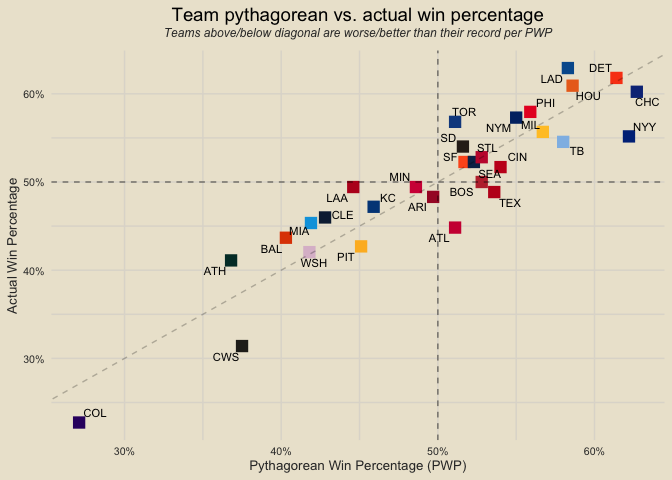 Team pythagorean vs. actual win percentage
Teams above/below diagonal are worse/better than their record per PWP
Actual Win Percentage
60%
50%
40%
30%
LAD
DET
HOU
CHC
PHI
TOR
NYM
MIL
NYY
SD
STL
TB
SF
CIN
SEA
MIN
BOS
TEX
LAA
KC
ARI
CLE
MIA
ATL
BAL
WSH
PIT
ATH
CWS
COL
30%
40%
50%
60%
Pythagorean Win Percentage (PWP)